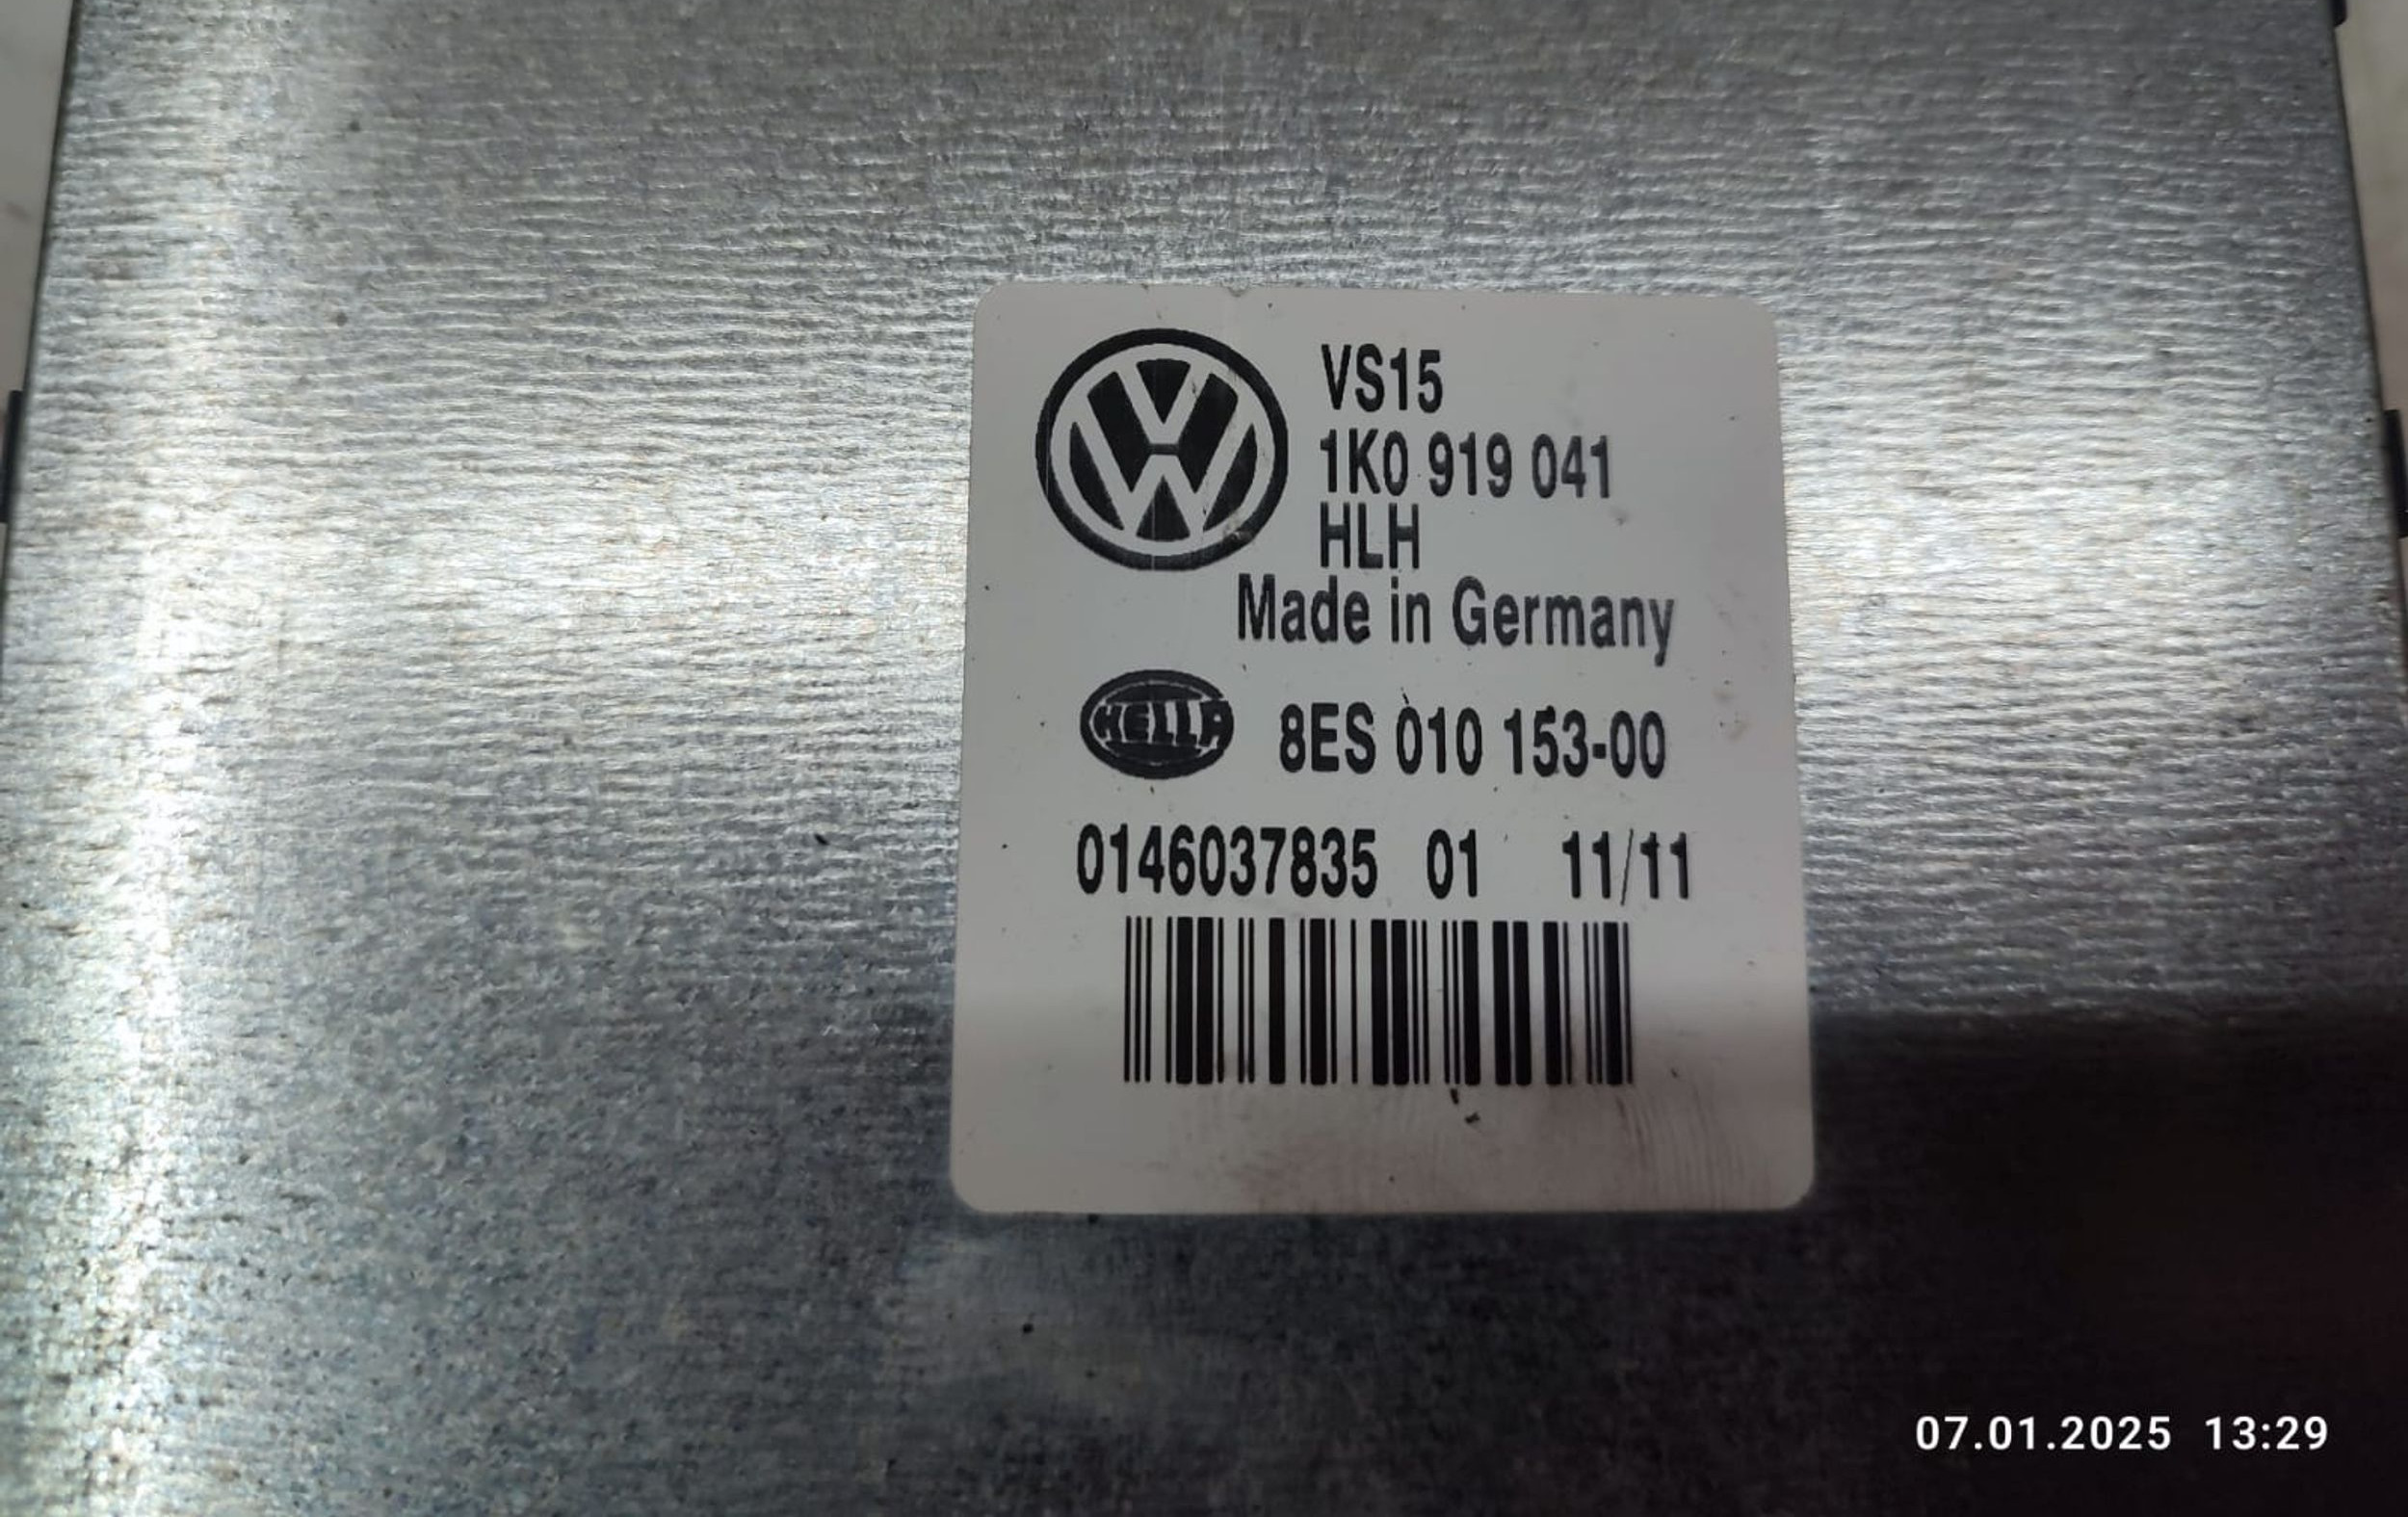 VS15
1K0 919 041
HLH
Made in Germany
HELLA 8ES 010 153-00
0146037835 01 11/11
07.01.2025 13:29